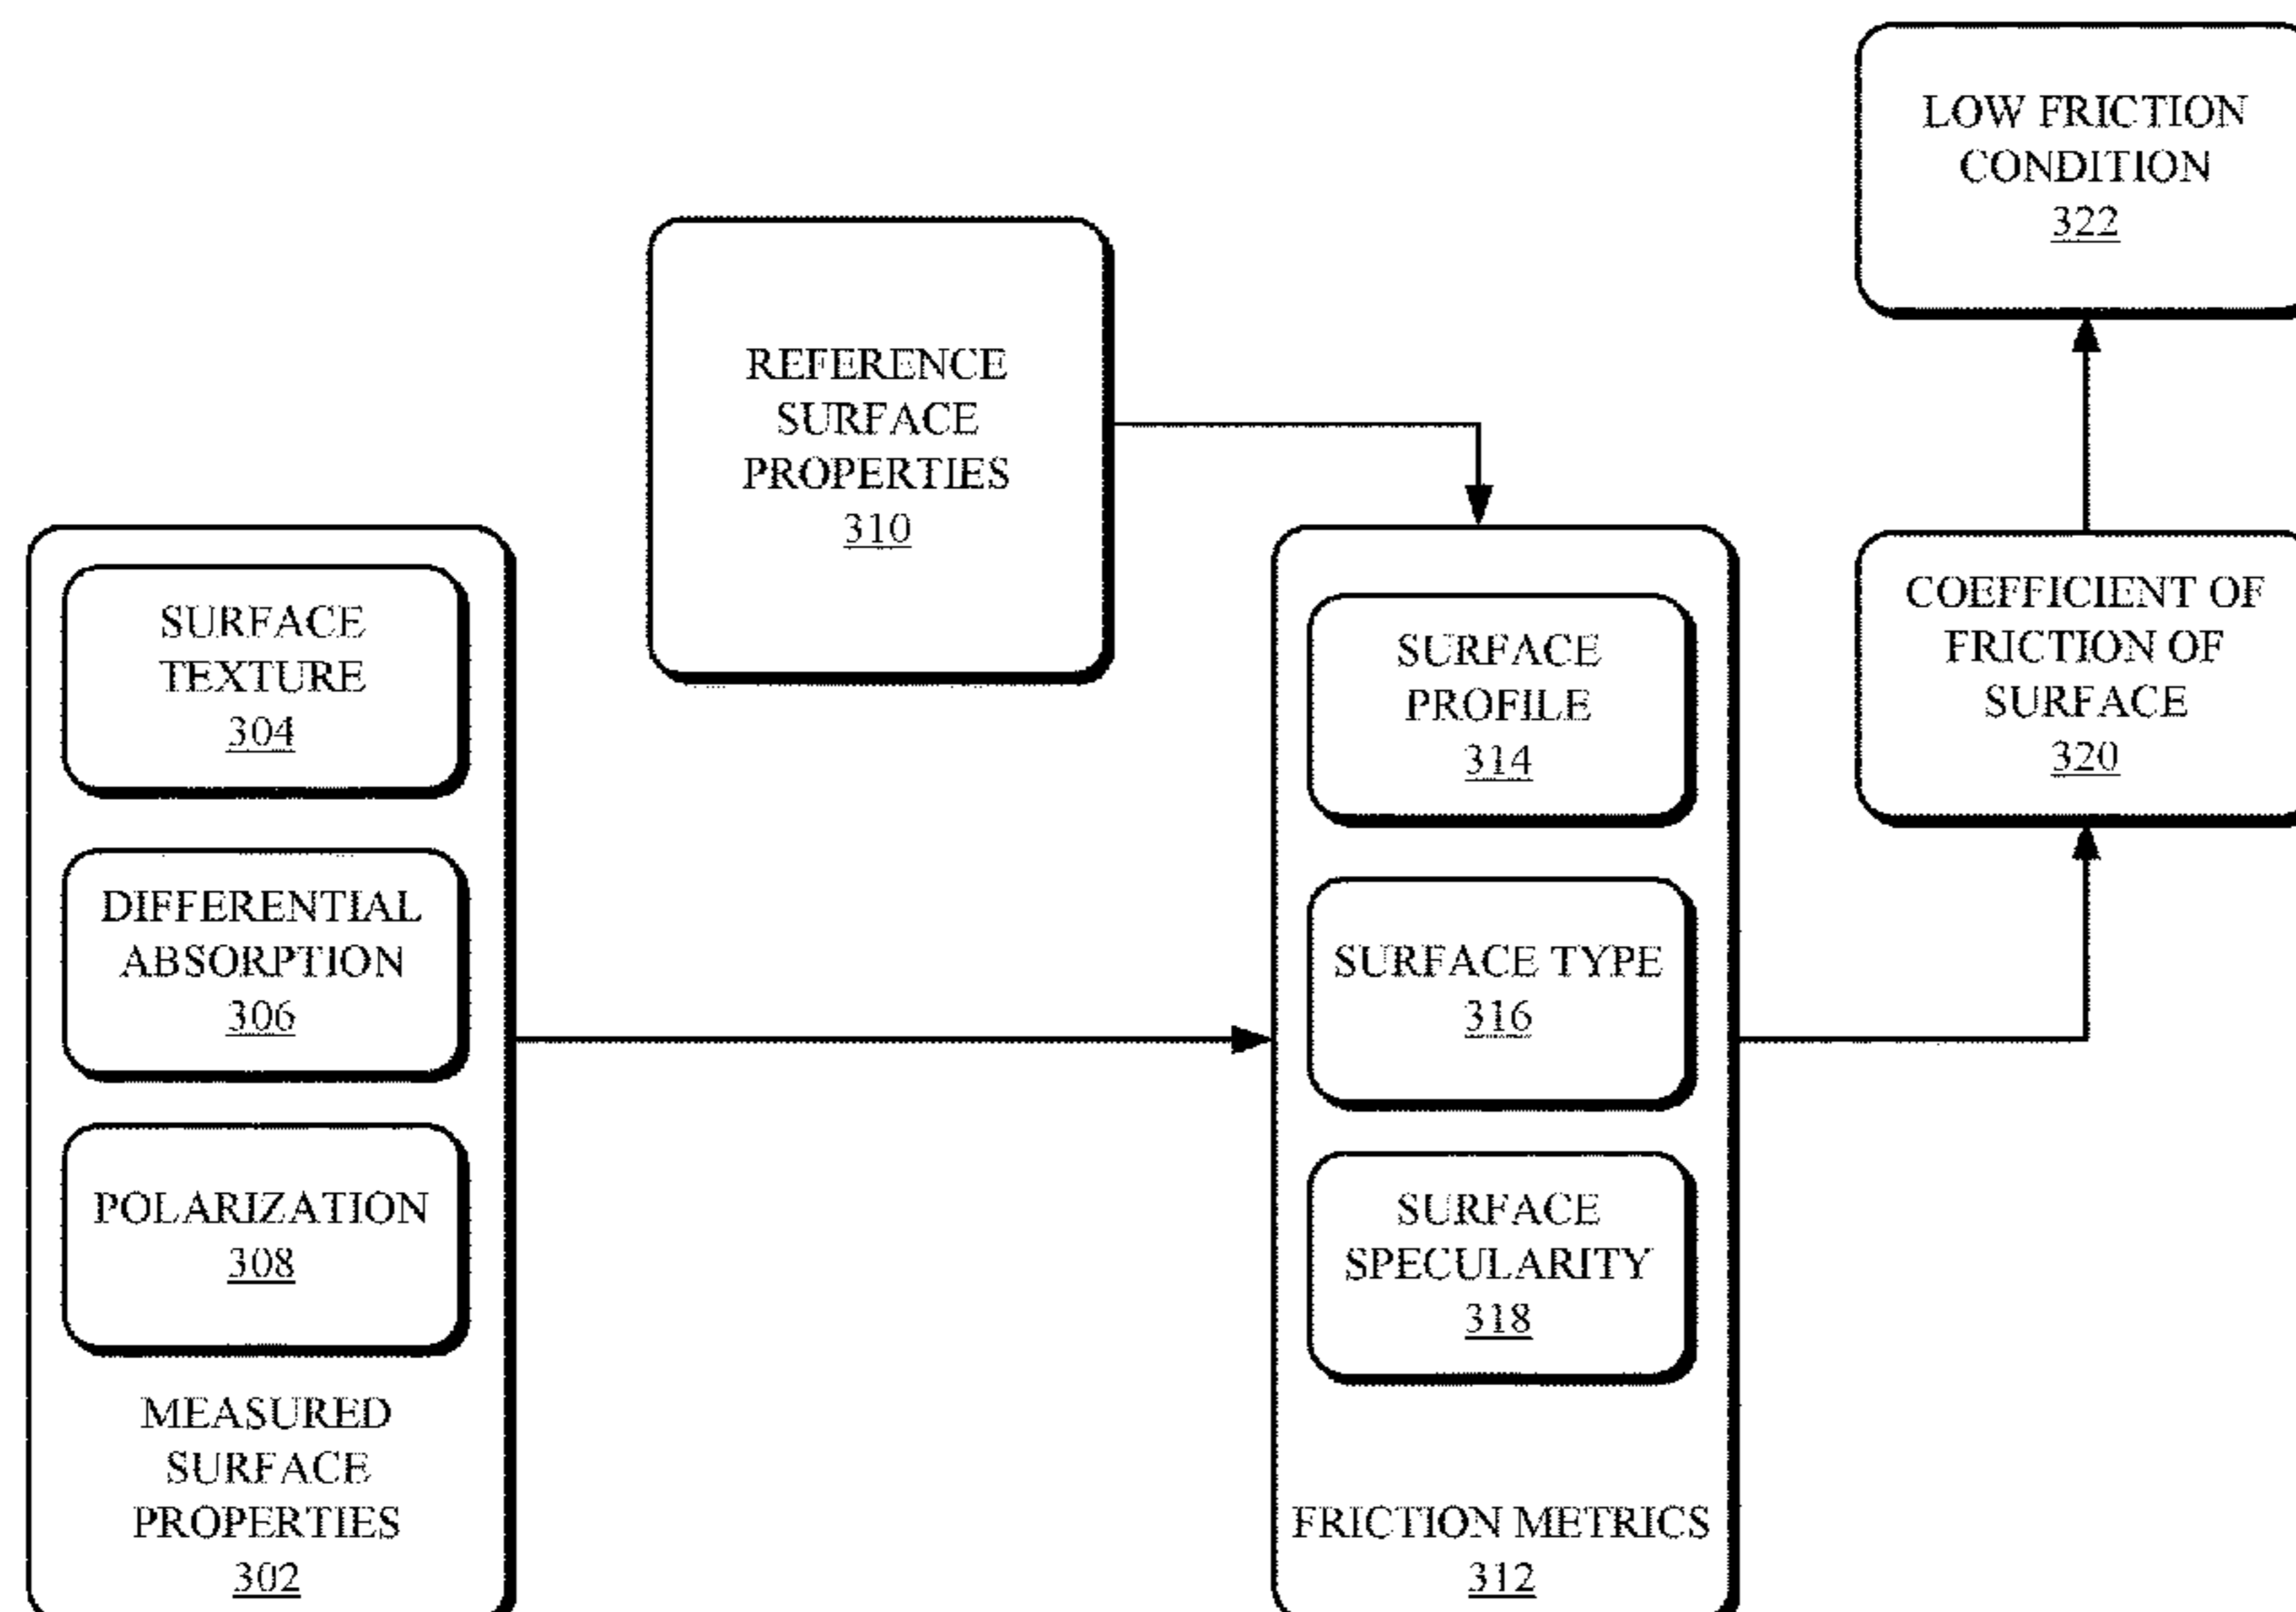 SURFACE
TEXTURE
304
DIFFERENTIAL
ABSORPTION
306
POLARIZATION
308
MEASURED
SURFACE
PROPERTIES
302
REFERENCE
SURFACE
PROPERTIES
310
SURFACE
PROFILE
314
SURFACE TYPE
316
SURFACE
SPECULARITY
318
FRICTION METRICS
312
LOW FRICTION
CONDITION
322
COEFFICIENT OF
FRICTION OF
SURFACE
320